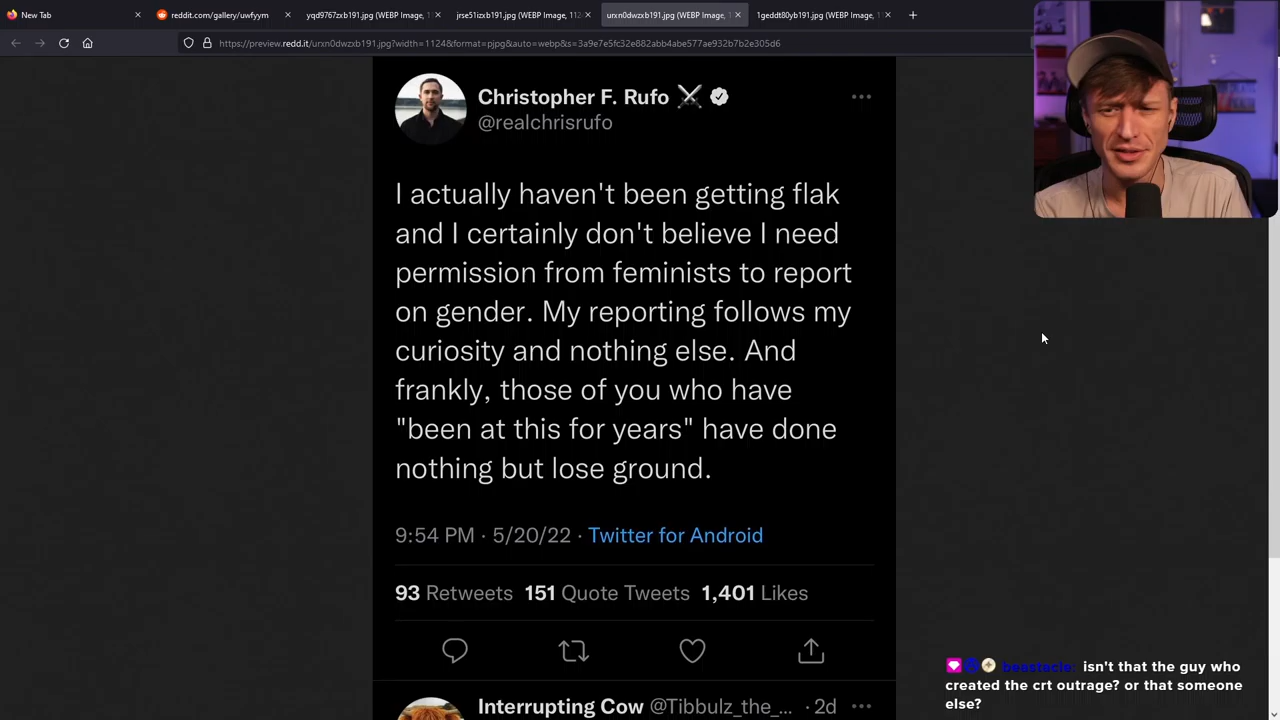 New Tab
reddit.com/gallery/uwfyym
yqd9767zxb191.jpg (WEBP Image, 1
jrse51izxb191.jpg (WEBP Image, 112
urxn0dwzxb191.jpg (WEBP Image, 1
1geddt80yb191.jpg (WEBP Image, 1
https://preview.redd.it/urxn0dwzxb191.jpg?width=1124&format=pjpg&auto=webp&s=3a9e7e5fc32e882abb4abe577ae932b7b2e305d6
Christopher F. Rufo
@realchrisrufo
I actually haven't been getting flak
and I certainly don't believe I need
permission from feminists to report
on gender. My reporting follows my
curiosity and nothing else. And
frankly, those of you who have
"been at this for years" have done
nothing but lose ground.
9:54 PM · 5/20/22 · Twitter for Android
93 Retweets 151 Quote Tweets 1,401 Likes
Interrupting Cow @Tibbulz_the_... · 2d
beastacle: isn't that the guy who
created the crt outrage? or that someone
else?